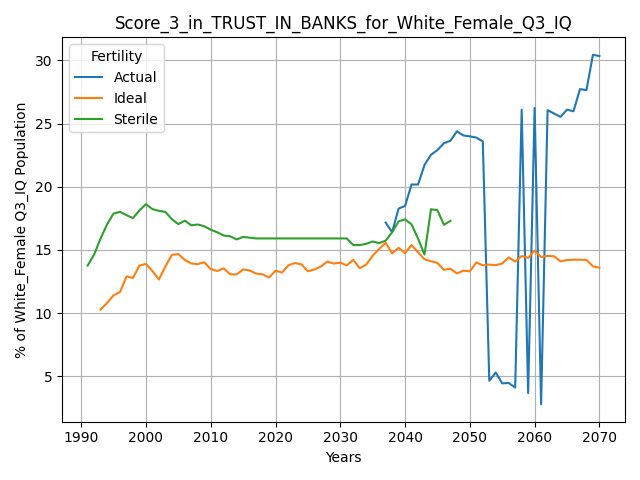 Score_3_in_TRUST_IN_BANKS_for_White_Female_Q3_IQ
Fertility
Actual
Ideal
Sterile
% of White_Female Q3_IQ Population
30
25
20
15
10
5
1990 2000 2010 2020 2030 2040 2050 2060 2070
Years